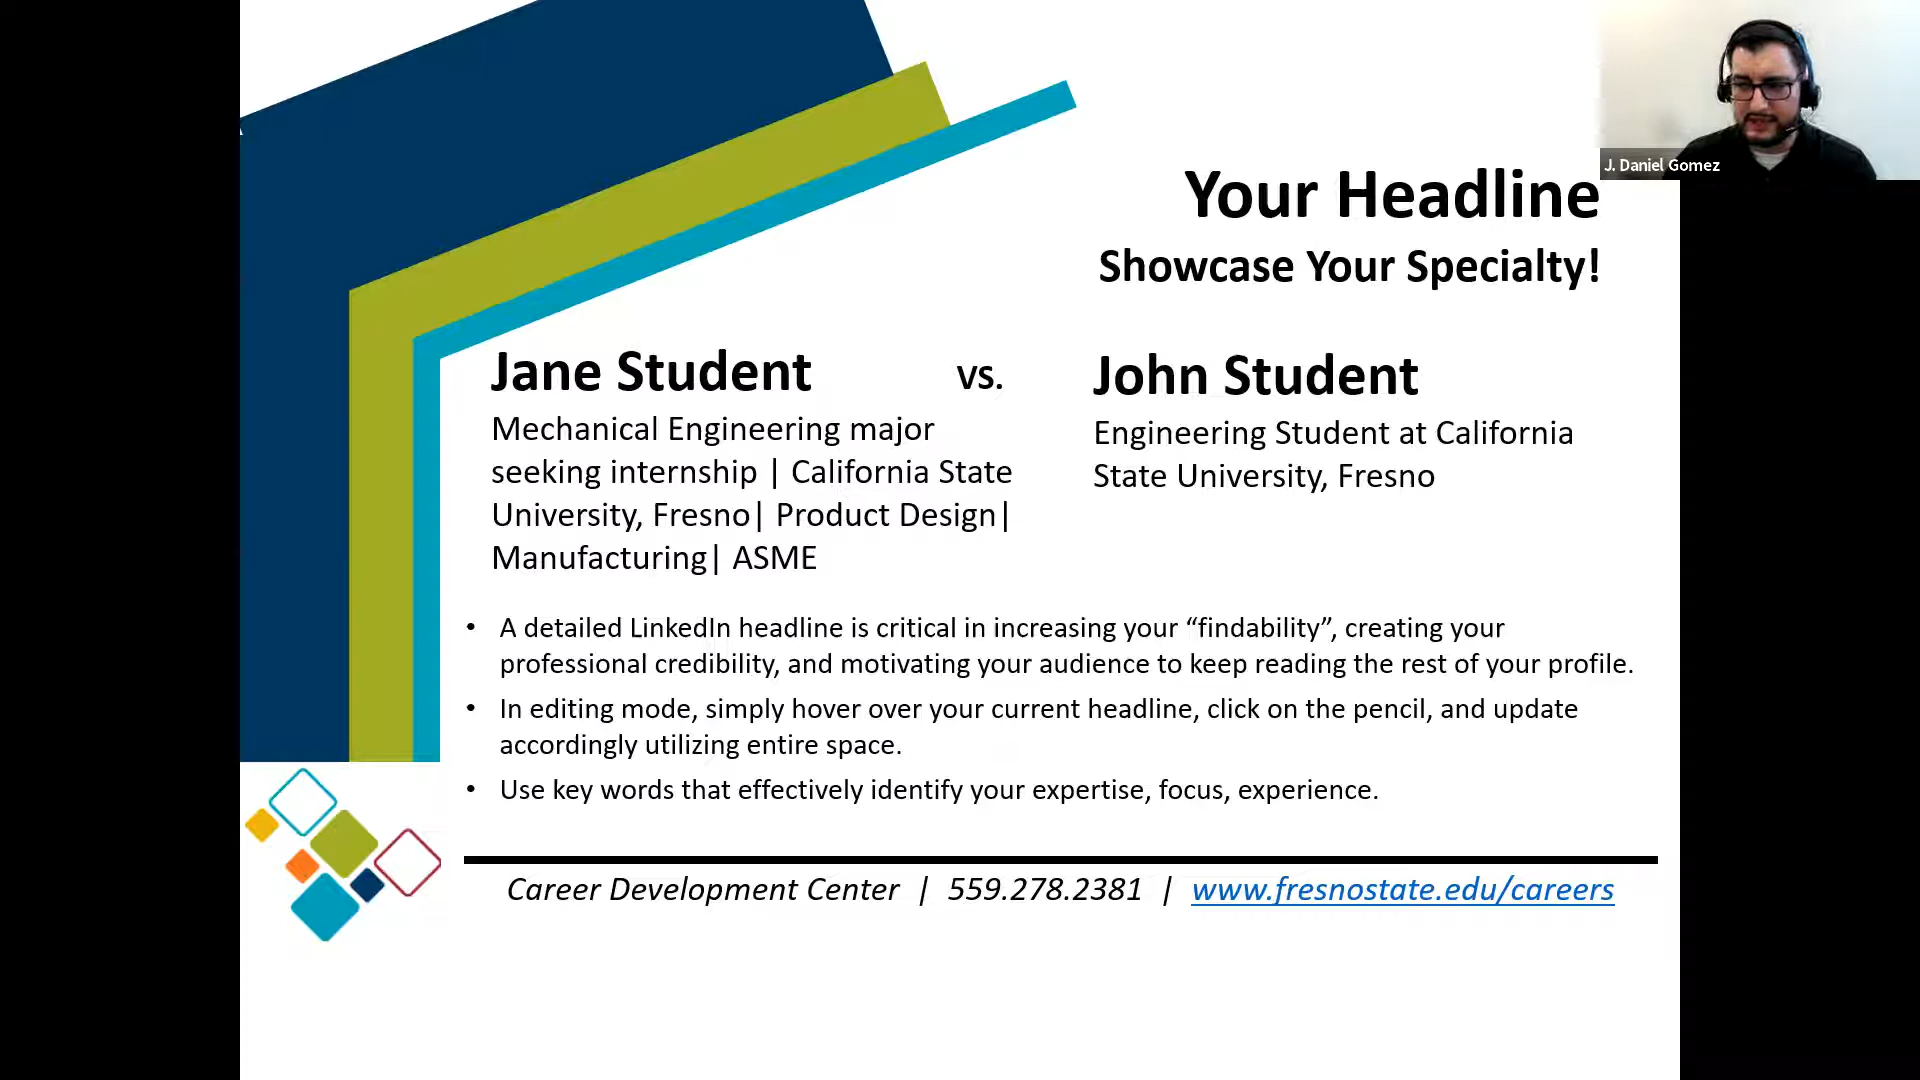 J. Daniel Gomez
Your Headline
Showcase Your Specialty!
Jane Student
vs.
John Student
Mechanical Engineering major
seeking internship | California State
University, Fresno| Product Design|
Manufacturing| ASME
Engineering Student at California
State University, Fresno
• A detailed LinkedIn headline is critical in increasing your “findability”, creating your
professional credibility, and motivating your audience to keep reading the rest of your profile.
• In editing mode, simply hover over your current headline, click on the pencil, and update
accordingly utilizing entire space.
• Use key words that effectively identify your expertise, focus, experience.
Career Development Center | 559.278.2381 | www.fresnostate.edu/careers